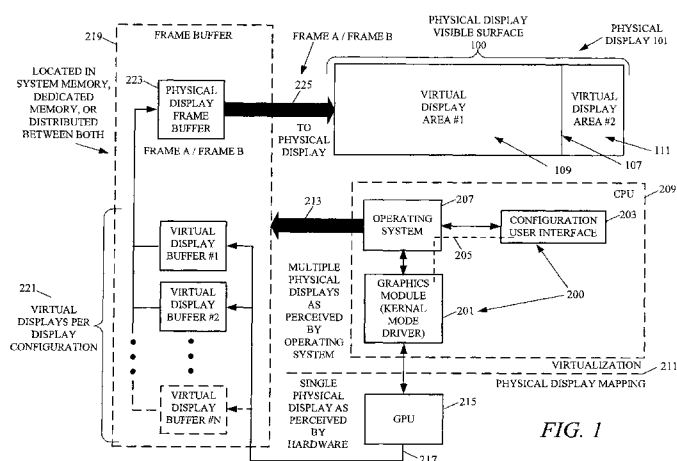 219
FRAME BUFFER
LOCATED IN
SYSTEM MEMORY,
DEDICATED
MEMORY, OR
DISTRIBUTED
BETWEEN BOTH
223
PHYSICAL
DISPLAY
FRAME
BUFFER
FRAME A / FRAME B
FRAME A / FRAME B
225
TO PHYSICAL
DISPLAY
PHYSICAL DISPLAY
VISIBLE SURFACE
100
PHYSICAL
DISPLAY 101
VIRTUAL
DISPLAY
AREA #1
VIRTUAL
DISPLAY
AREA #2
109
107
111
213
207
CPU
209
OPERATING
SYSTEM
CONFIGURATION
USER INTERFACE
203
205
200
GRAPHICS
MODULE
(KERNAL
MODE
DRIVER)
201
MULTIPLE
PHYSICAL
DISPLAYS
AS
PERCEIVED
BY
OPERATING
SYSTEM
VIRTUALIZATION
211
PHYSICAL DISPLAY MAPPING
221
VIRTUAL
DISPLAYS PER
DISPLAY
CONFIGURATION
VIRTUAL
DISPLAY
BUFFER #1
VIRTUAL
DISPLAY
BUFFER #2
VIRTUAL
DISPLAY
BUFFER #N
SINGLE
PHYSICAL
DISPLAY AS
PERCEIVED
BY
HARDWARE
GPU
215
217
FIG. 1